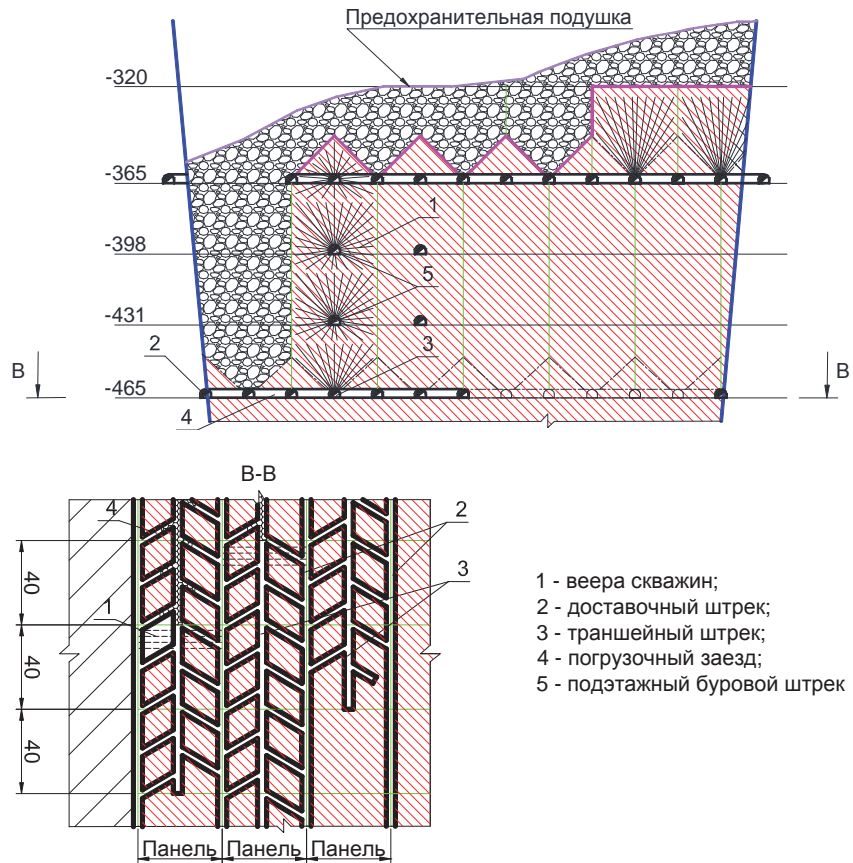 Предохранительная подушка
-320
-365
1
-398
5
-431
2
3
В
В
-465
4
В-В
4
2
3
1
40
40
40
1 - веера скважин;
2 - доставочный штрек;
3 - траншейный штрек;
4 - погрузочный заезд;
5 - подэтажный буровой штрек
Панель
Панель
Панель